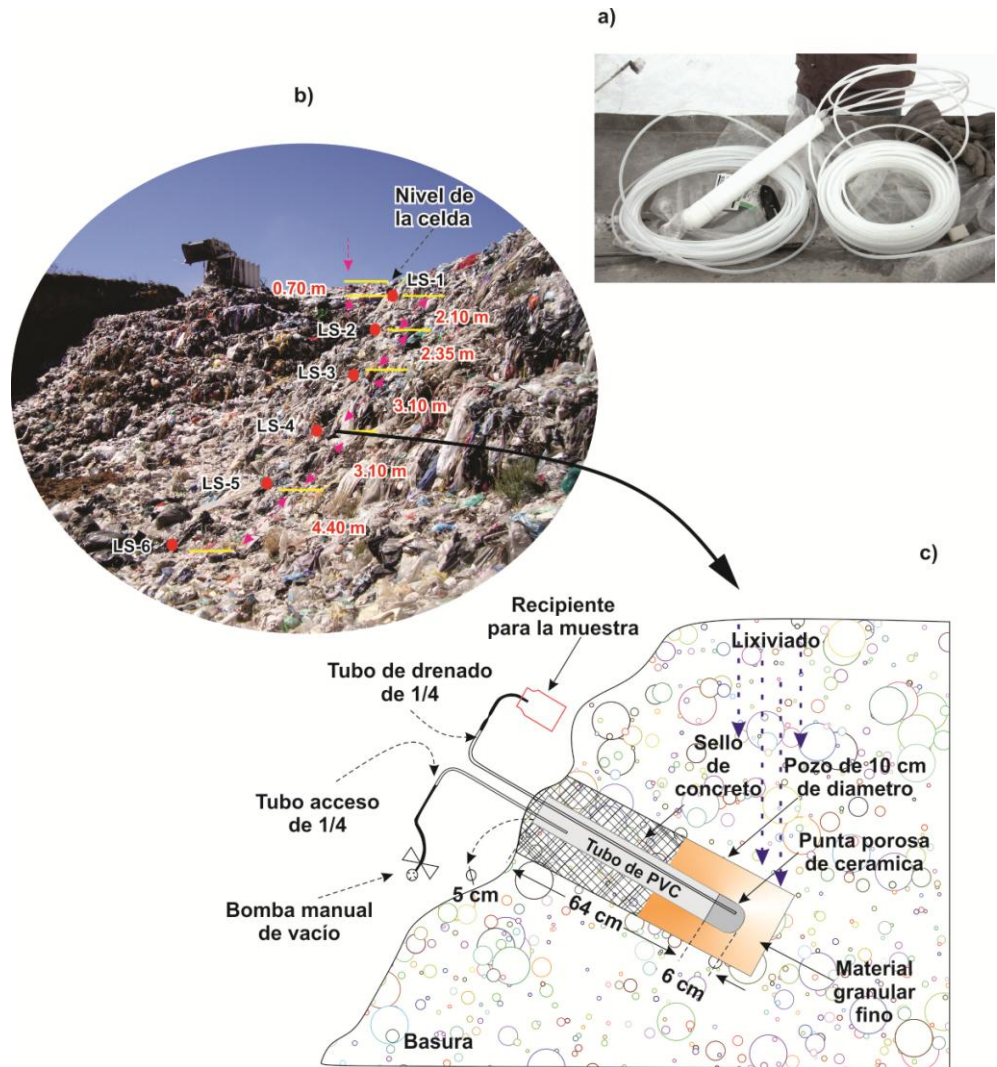 a)
b)
Nivel de
la celda
LS-1
0.70 m
2.10 m
LS-2
2.35 m
LS-3
3.10 m
LS-4
3.10 m
LS-5
4.40 m
LS-6
c)
Recipiente
para la muestra
Lixiviado
Tubo de drenado
de 1/4
Sello
de
concreto
Pozo de 10 cm
de diametro
Tubo acceso
de 1/4
Punta porosa
de ceramica
Tubo de PVC
5 cm
64 cm
Bomba manual
de vacío
6 cm
Material
granular
fino
Basura